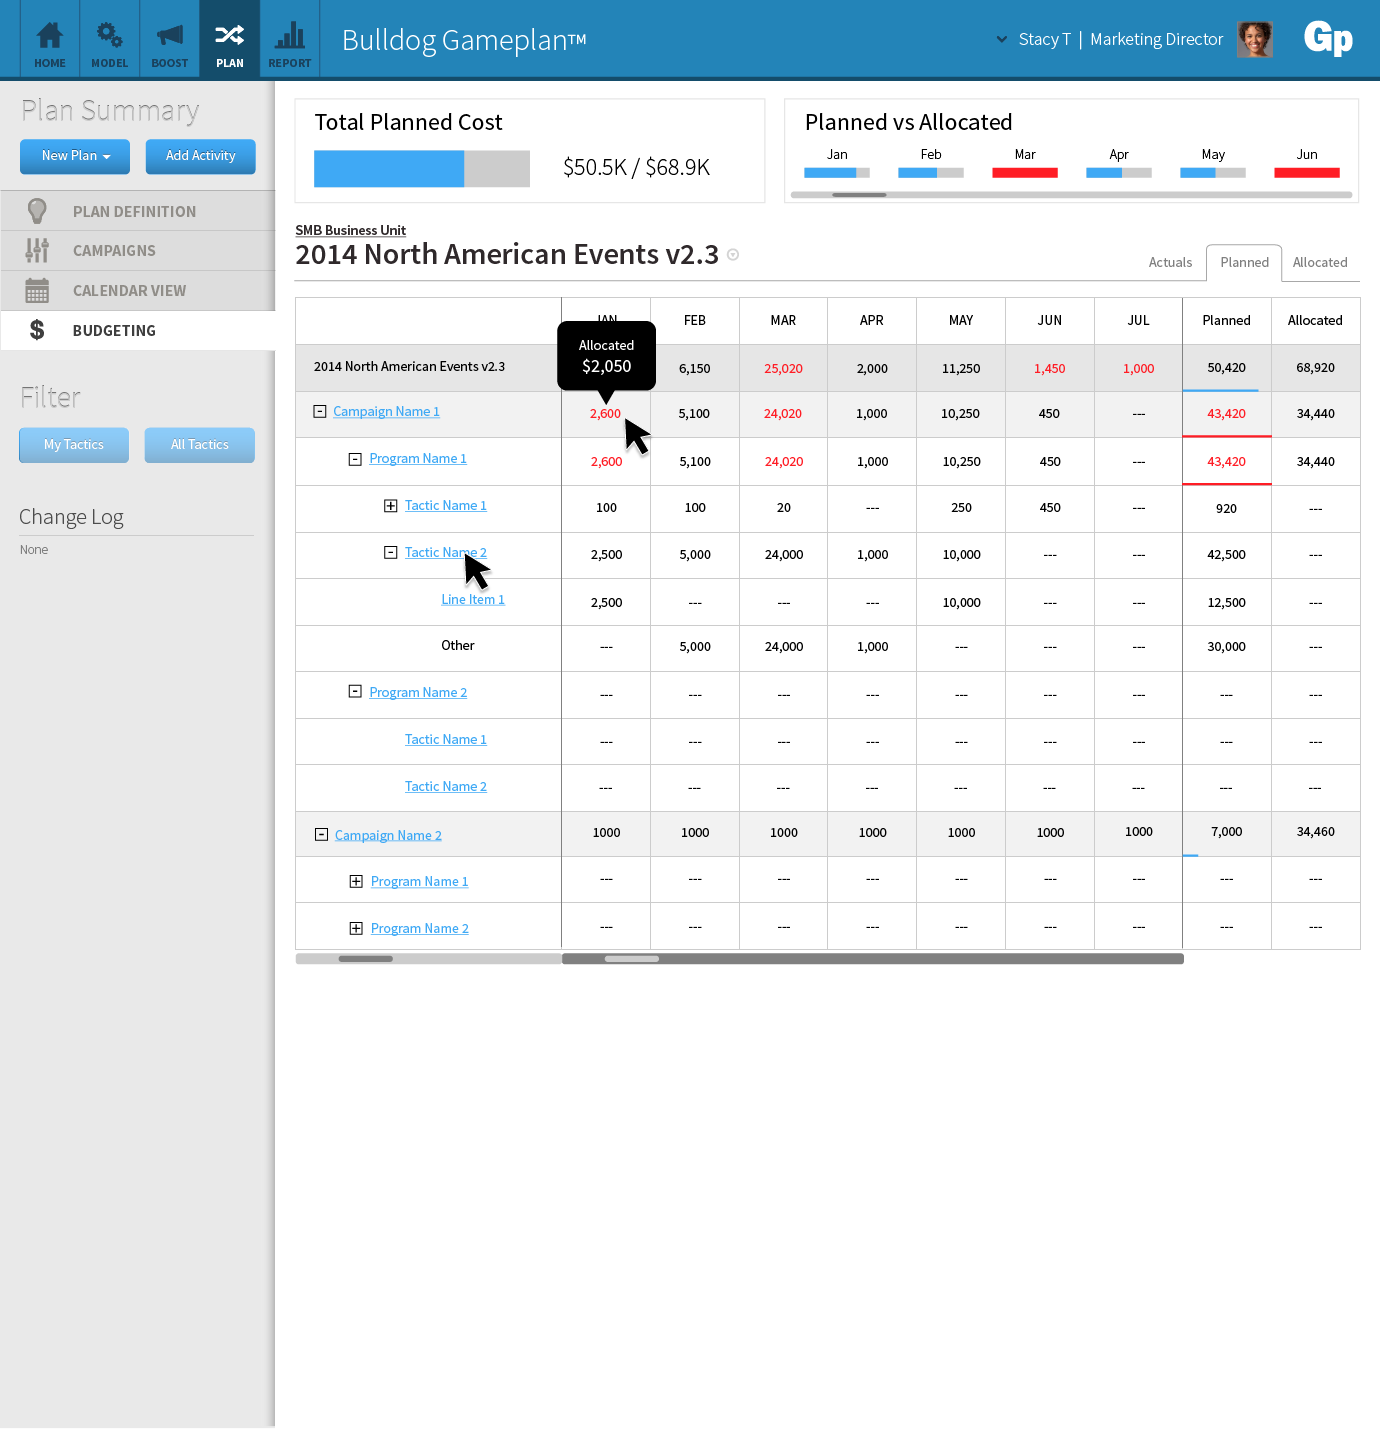 HOME MODEL BOOST PLAN REPORT
Bulldog Gameplan™
Stacy T | Marketing Director
Gp
Plan Summary
New Plan Add Activity
PLAN DEFINITION
CAMPAIGNS
CALENDAR VIEW
$ BUDGETING
Filter
My Tactics All Tactics
Change Log
None
Total Planned Cost
$50.5K / $68.9K
Planned vs Allocated
Jan Feb Mar Apr May Jun
SMB Business Unit
2014 North American Events v2.3
Actuals Planned Allocated
JAN FEB MAR APR MAY JUN JUL Planned Allocated
Allocated
$2,050
2014 North American Events v2.3 6,150 25,020 2,000 11,250 1,450 1,000 50,420 68,920
- Campaign Name 1 2,600 5,100 24,020 1,000 10,250 450 --- 43,420 34,440
- Program Name 1 2,600 5,100 24,020 1,000 10,250 450 --- 43,420 34,440
+ Tactic Name 1 100 100 20 --- 250 450 --- 920 ---
- Tactic Name 2 2,500 5,000 24,000 1,000 10,000 --- --- 42,500 ---
Line Item 1 2,500 --- --- --- 10,000 --- --- 12,500 ---
Other --- 5,000 24,000 1,000 --- --- --- 30,000 ---
- Program Name 2 --- --- --- --- --- --- --- --- ---
Tactic Name 1 --- --- --- --- --- --- --- --- ---
Tactic Name 2 --- --- --- --- --- --- --- --- ---
- Campaign Name 2 1000 1000 1000 1000 1000 1000 1000 7,000 34,460
+ Program Name 1 --- --- --- --- --- --- --- --- ---
+ Program Name 2 --- --- --- --- --- --- --- --- ---